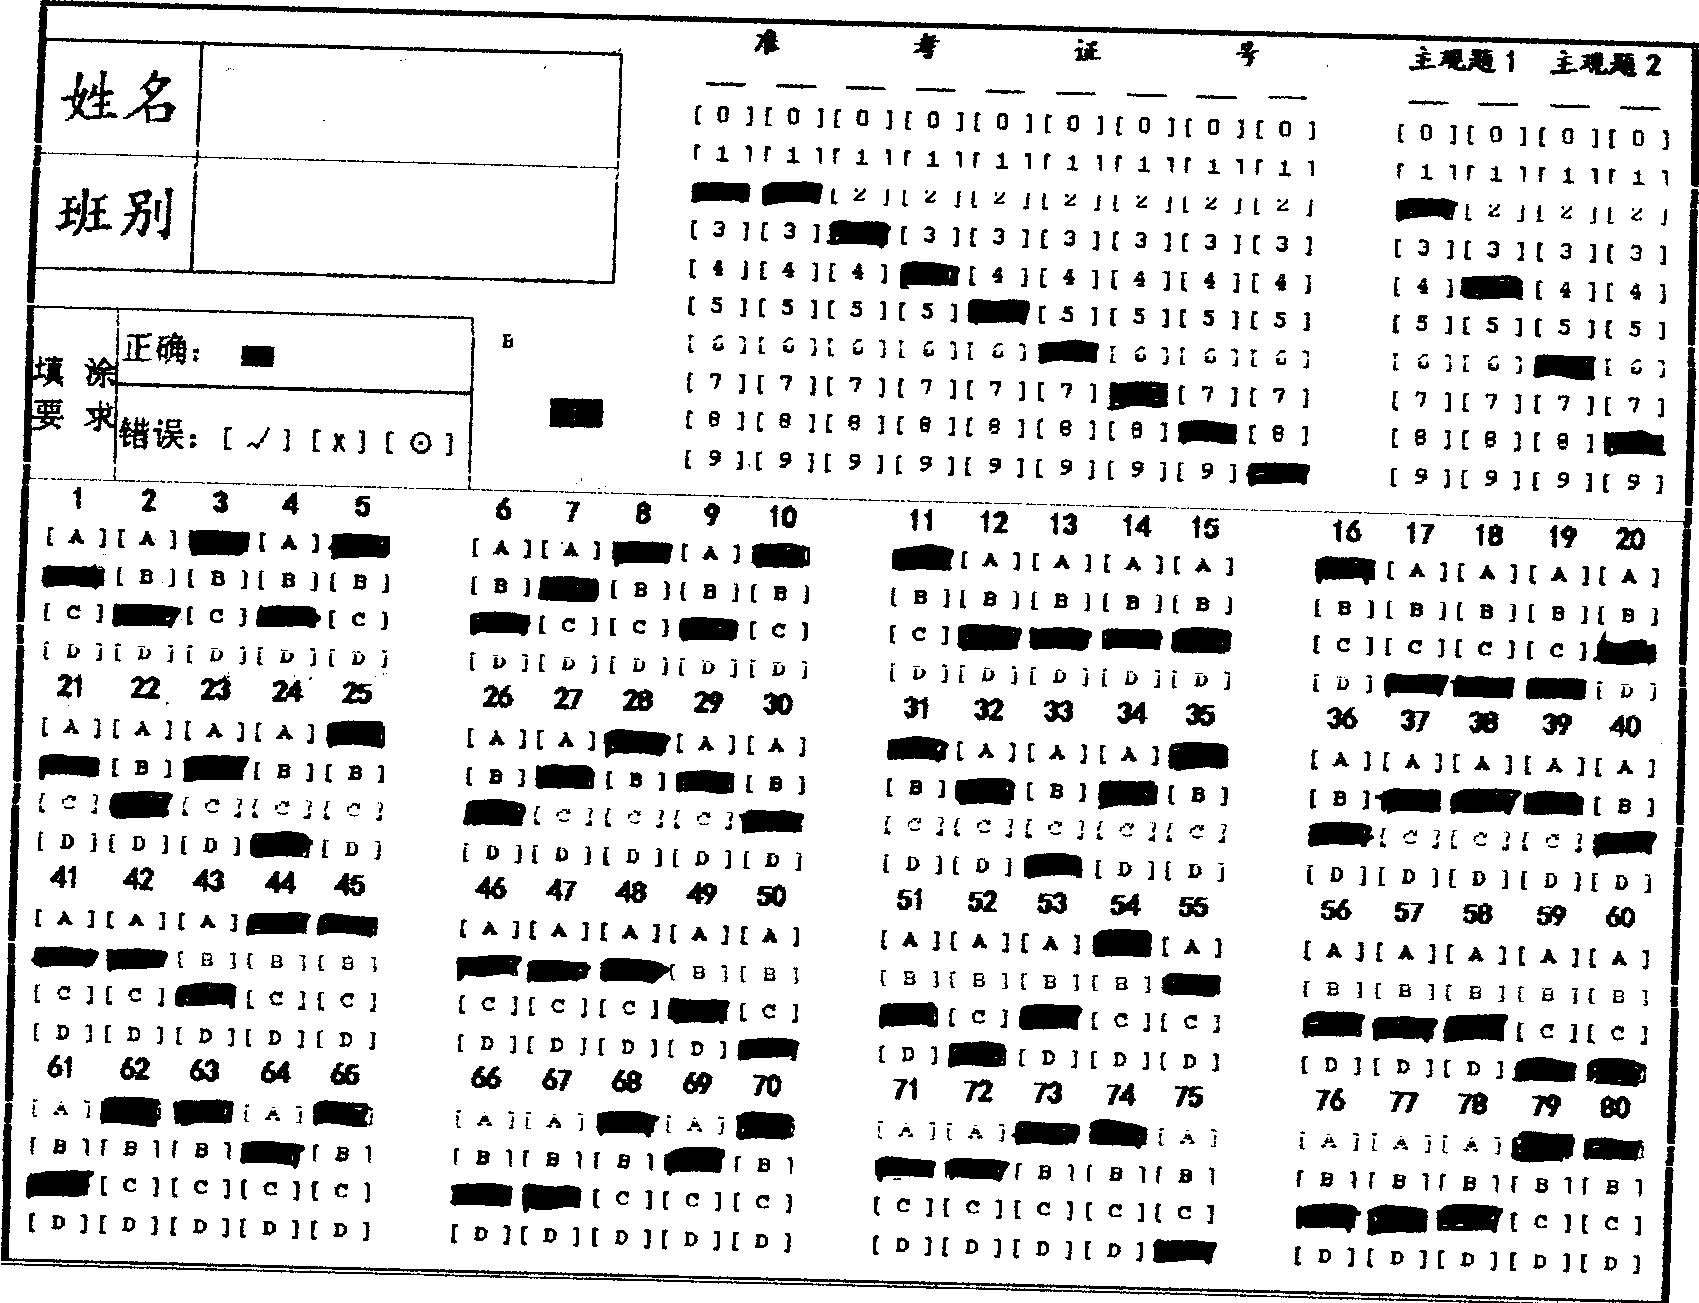 准 考 证 号 主观题1 主观题2
姓名
[ 0 ][ 0 ][ 0 ][ 0 ][ 0 ][ 0 ][ 0 ][ 0 ][ 0 ] [ 0 ][ 0 ][ 0 ][ 0 ]
[ 1 ][ 1 ][ 1 ][ 1 ][ 1 ][ 1 ][ 1 ][ 1 ][ 1 ] [ 1 ][ 1 ][ 1 ][ 1 ]
班别
[ 2 ][ 2 ][ 2 ][ 2 ][ 2 ][ 2 ][ 2 ] [ 2 ][ 2 ][ 2 ]
[ 3 ][ 3 ] [ 3 ][ 3 ][ 3 ][ 3 ][ 3 ][ 3 ] [ 3 ][ 3 ][ 3 ][ 3 ]
[ 4 ][ 4 ][ 4 ] [ 4 ][ 4 ][ 4 ][ 4 ][ 4 ] [ 4 ] [ 4 ][ 4 ]
[ 5 ][ 5 ][ 5 ][ 5 ] [ 5 ][ 5 ][ 5 ][ 5 ] [ 5 ][ 5 ][ 5 ][ 5 ]
[ 6 ][ 6 ][ 6 ][ 6 ][ 6 ] [ 6 ][ 6 ][ 6 ] [ 6 ][ 6 ] [ 6 ]
[ 7 ][ 7 ][ 7 ][ 7 ][ 7 ][ 7 ] [ 7 ][ 7 ] [ 7 ][ 7 ][ 7 ][ 7 ]
[ 8 ][ 8 ][ 8 ][ 8 ][ 8 ][ 8 ][ 8 ] [ 8 ] [ 8 ][ 8 ][ 8 ]
[ 9 ][ 9 ][ 9 ][ 9 ][ 9 ][ 9 ][ 9 ][ 9 ] [ 9 ][ 9 ][ 9 ][ 9 ]
填 涂
要 求
正确：
B
错误：[ ✓ ] [ x ] [ ⊙ ]
1 2 3 4 5 6 7 8 9 10 11 12 13 14 15 16 17 18 19 20
[ A ][ A ] [ A ] [ A ][ A ] [ A ] [ A ][ A ][ A ][ A ] [ A ][ A ][ A ][ A ]
[ B ][ B ][ B ][ B ] [ B ] [ B ][ B ][ B ] [ B ][ B ][ B ][ B ][ B ] [ B ][ B ][ B ][ B ][ B ]
[ C ] [ C ] [ C ] [ C ][ C ] [ C ] [ C ] [ C ][ C ][ C ][ C ]
[ D ][ D ][ D ][ D ][ D ] [ D ][ D ][ D ][ D ][ D ] [ D ][ D ][ D ][ D ][ D ] [ D ] [ D ]
21 22 23 24 25 26 27 28 29 30 31 32 33 34 35 36 37 38 39 40
[ A ][ A ][ A ][ A ] [ A ][ A ] [ A ][ A ] [ A ][ A ][ A ] [ A ][ A ][ A ][ A ][ A ]
[ B ] [ B ][ B ] [ B ] [ B ] [ B ] [ B ] [ B ] [ B ] [ B ] [ B ]
[ C ] [ C ][ C ][ C ] [ C ][ C ][ C ] [ C ][ C ][ C ][ C ][ C ] [ C ][ C ][ C ]
[ D ][ D ][ D ] [ D ] [ D ][ D ][ D ][ D ][ D ] [ D ][ D ] [ D ][ D ] [ D ][ D ][ D ][ D ][ D ]
41 42 43 44 45 46 47 48 49 50 51 52 53 54 55 56 57 58 59 60
[ A ][ A ][ A ] [ A ][ A ][ A ][ A ][ A ] [ A ][ A ][ A ] [ A ] [ A ][ A ][ A ][ A ][ A ]
[ B ][ B ][ B ] [ B ][ B ] [ B ][ B ][ B ][ B ] [ B ][ B ][ B ][ B ][ B ]
[ C ][ C ] [ C ][ C ] [ C ][ C ][ C ] [ C ] [ C ] [ C ][ C ] [ C ][ C ]
[ D ][ D ][ D ][ D ][ D ] [ D ][ D ][ D ][ D ] [ D ] [ D ][ D ][ D ] [ D ][ D ][ D ]
61 62 63 64 65 66 67 68 69 70 71 72 73 74 75 76 77 78 79 80
[ A ] [ A ] [ A ][ A ] [ A ] [ A ][ A ] [ A ] [ A ][ A ][ A ]
[ B ][ B ][ B ] [ B ] [ B ][ B ][ B ] [ B ] [ B ][ B ][ B ] [ B ][ B ][ B ][ B ][ B ]
[ C ][ C ][ C ][ C ] [ C ][ C ][ C ] [ C ][ C ][ C ][ C ][ C ] [ C ][ C ]
[ D ][ D ][ D ][ D ][ D ] [ D ][ D ][ D ][ D ][ D ] [ D ][ D ][ D ][ D ] [ D ][ D ][ D ][ D ][ D ]